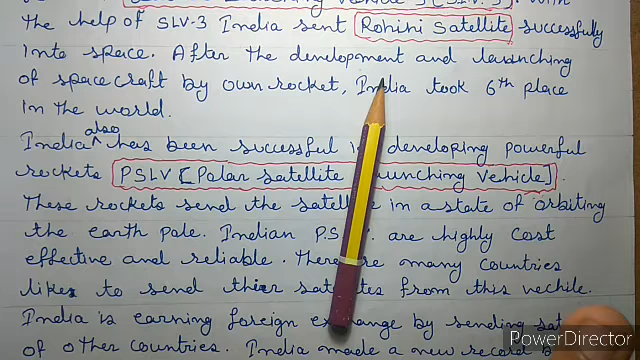 the help of SLV-3 India sent Rohini Satellite successfully
into space. After the development and launching
of spacecraft by own rocket, India took 6th place
in the world.
India also has been successful in developing powerful
rockets PSLV [Polar satellite Launching Vehicle].
These rockets send the satellite in a state of orbiting
the earth pole. Indian P.S are highly cost
effective and reliable. There are many countries
likes to send their satellites from this vechile.
India is earning foreign exchange by sending
of other countries. India made a new record
PowerDirector